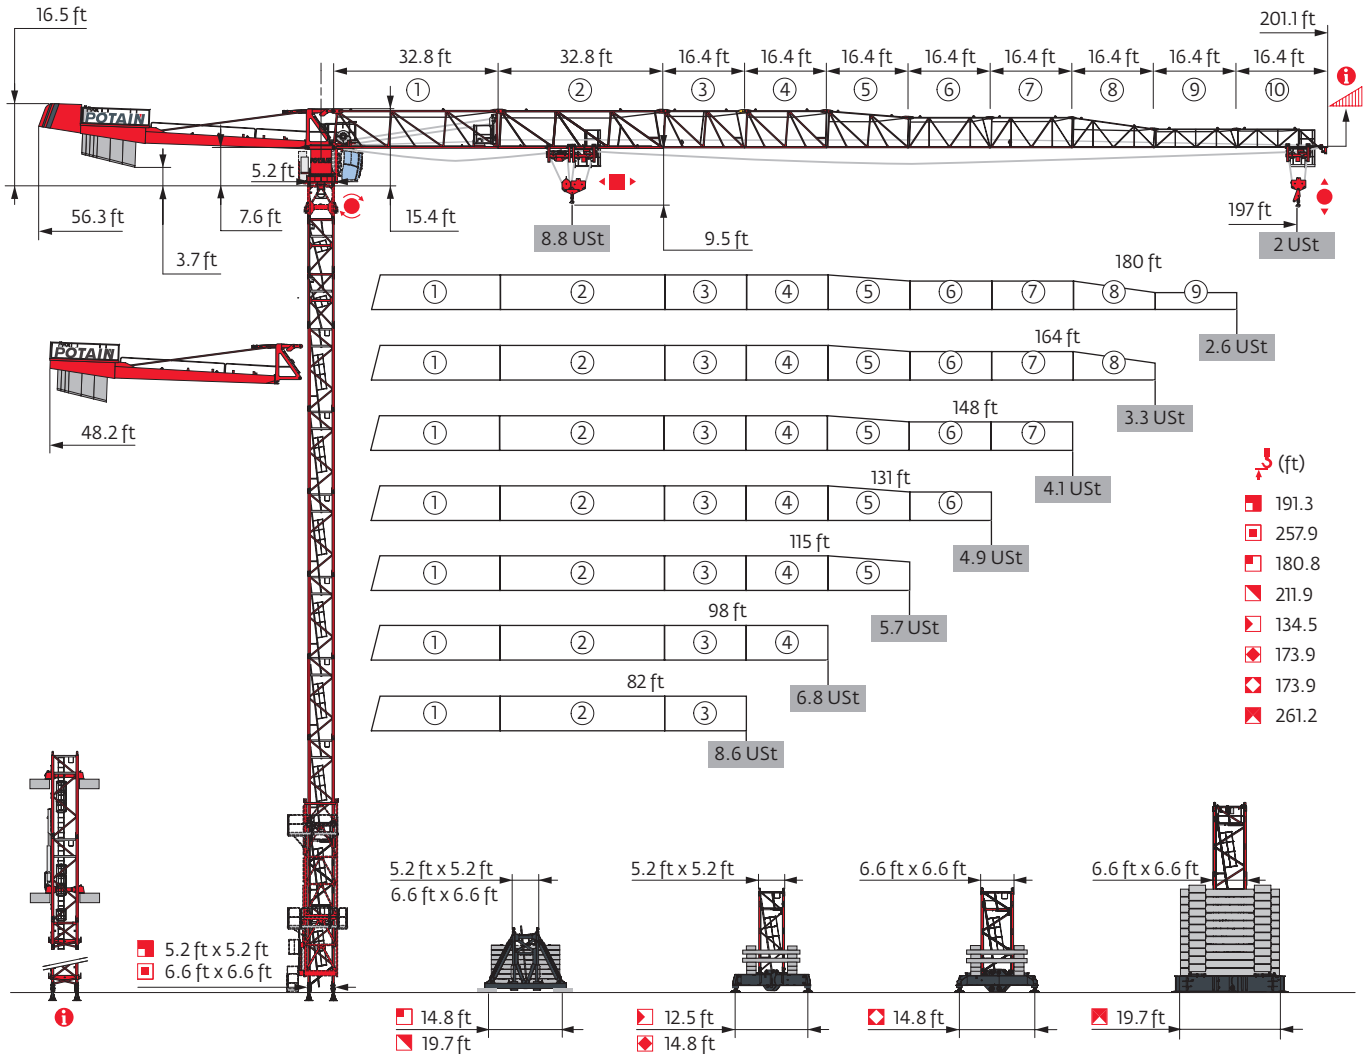 16.5 ft
201.1 ft
32.8 ft 32.8 ft 16.4 ft 16.4 ft 16.4 ft 16.4 ft 16.4 ft 16.4 ft 16.4 ft 16.4 ft
1 2 3 4 5 6 7 8 9 10
i
POTAIN
POTAIN
5.2 ft
56.3 ft
7.6 ft
15.4 ft
8.8 USt
9.5 ft
197 ft
2 USt
3.7 ft
180 ft
1 2 3 4 5 6 7 8 9
2.6 USt
164 ft
1 2 3 4 5 6 7 8
3.3 USt
POTAIN
48.2 ft
148 ft
1 2 3 4 5 6 7
4.1 USt
131 ft
1 2 3 4 5 6
4.9 USt
115 ft
1 2 3 4 5
5.7 USt
98 ft
1 2 3 4
6.8 USt
82 ft
1 2 3
8.6 USt
(ft)
191.3
257.9
180.8
211.9
134.5
173.9
173.9
261.2
5.2 ft x 5.2 ft
6.6 ft x 6.6 ft
i
5.2 ft x 5.2 ft
6.6 ft x 6.6 ft
14.8 ft
19.7 ft
5.2 ft x 5.2 ft
12.5 ft
14.8 ft
6.6 ft x 6.6 ft
14.8 ft
6.6 ft x 6.6 ft
19.7 ft